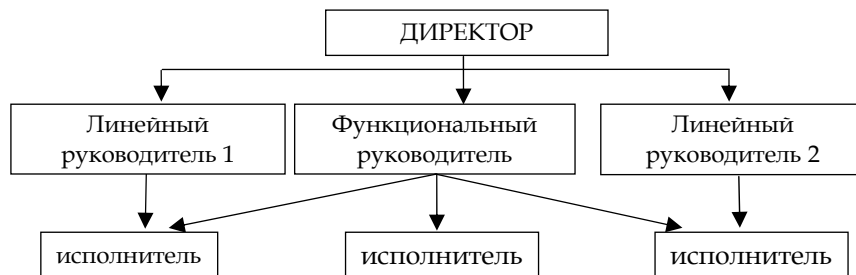 ДИРЕКТОР
Линейный
руководитель 1
Функциональный
руководитель
Линейный
руководитель 2
исполнитель
исполнитель
исполнитель